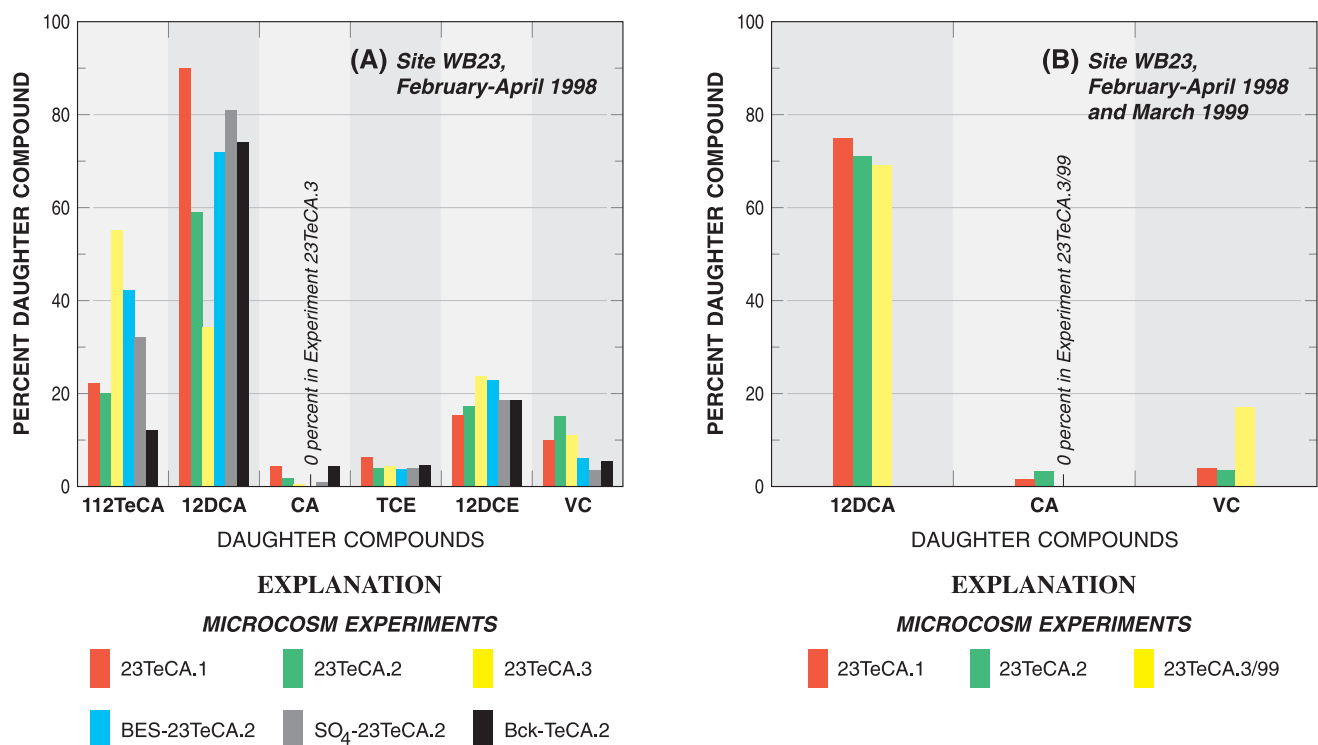 100
80
60
40
20
0
PERCENT DAUGHTER COMPOUND
(A) Site WB23,
February-April 1998
0 percent in Experiment 23TeCA.3
112TeCA 12DCA CA TCE 12DCE VC
DAUGHTER COMPOUNDS
EXPLANATION
MICROCOSM EXPERIMENTS
23TeCA.1 23TeCA.2 23TeCA.3
BES-23TeCA.2 SO4-23TeCA.2 Bck-TeCA.2
100
80
60
40
20
0
PERCENT DAUGHTER COMPOUND
(B) Site WB23,
February-April 1998
and March 1999
0 percent in Experiment 23TeCA.3/99
12DCA CA VC
DAUGHTER COMPOUNDS
EXPLANATION
MICROCOSM EXPERIMENTS
23TeCA.1 23TeCA.2 23TeCA.3/99